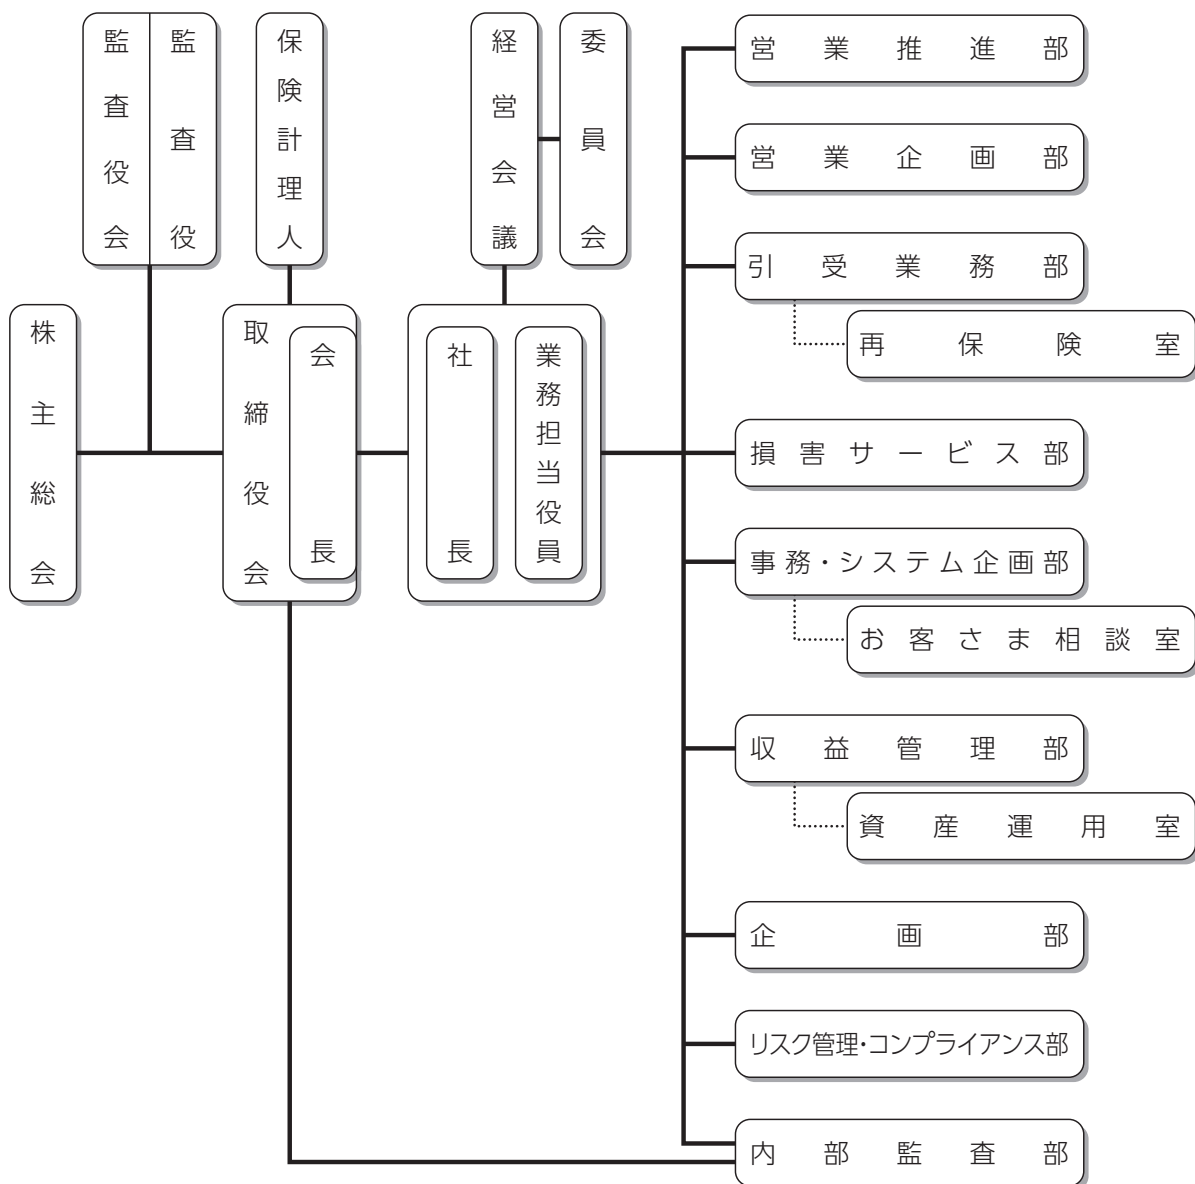 監査役会
監査役
保険計理人
経営会議
委員会
株主総会
取締役会
会長
社長
業務担当役員
営業推進部
営業企画部
引受業務部
再保険室
損害サービス部
事務・システム企画部
お客さま相談室
収益管理部
資産運用室
企画部
リスク管理・コンプライアンス部
内部監査部